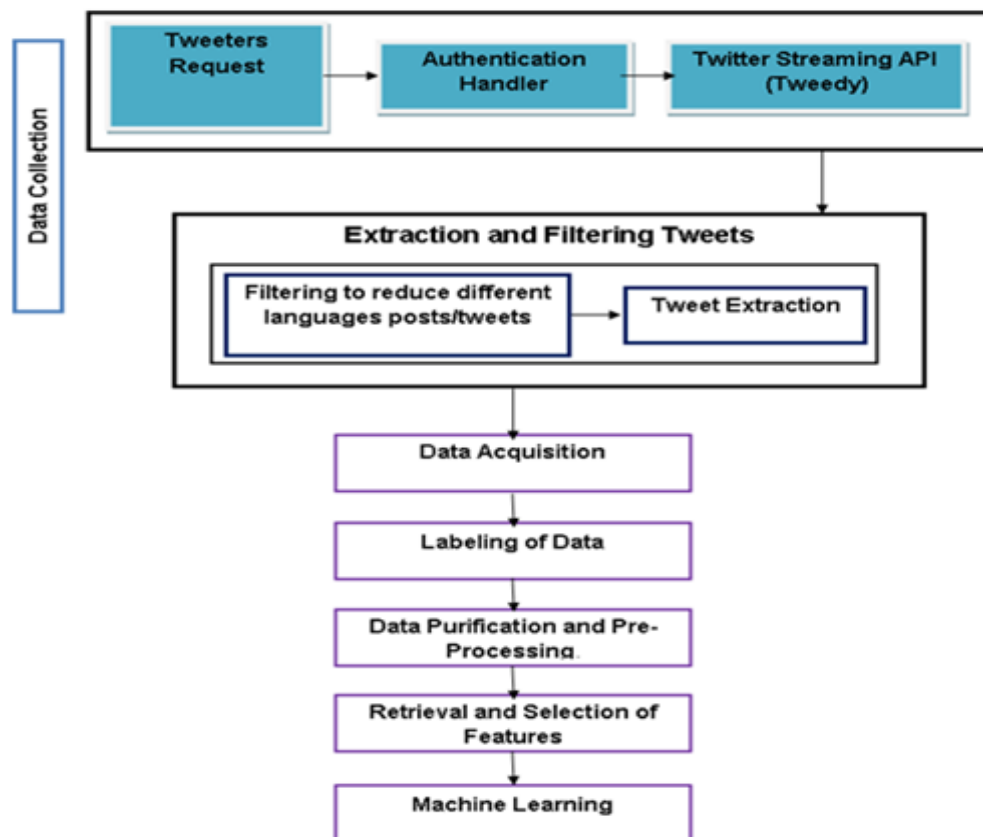 Data Collection
Tweeters
Request
Authentication
Handler
Twitter Streaming API
(Tweedy)
Extraction and Filtering Tweets
Filtering to reduce different
languages posts/tweets
Tweet Extraction
Data Acquisition
Labeling of Data
Data Purification and Pre-
Processing.
Retrieval and Selection of
Features
Machine Learning